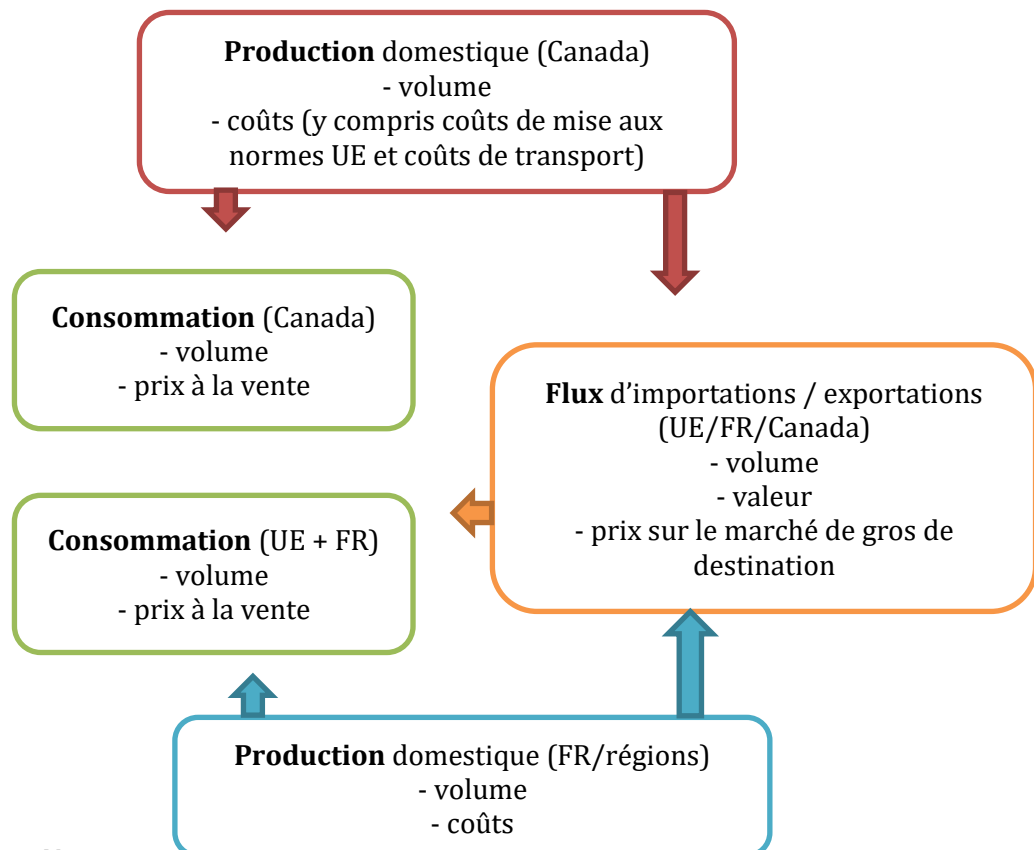 Production domestique (Canada)
- volume
- coûts (y compris coûts de mise aux
normes UE et coûts de transport)
Consommation (Canada)
- volume
- prix à la vente
Flux d’importations / exportations
(UE/FR/Canada)
- volume
- valeur
- prix sur le marché de gros de
destination
Consommation (UE + FR)
- volume
- prix à la vente
Production domestique (FR/régions)
- volume
- coûts